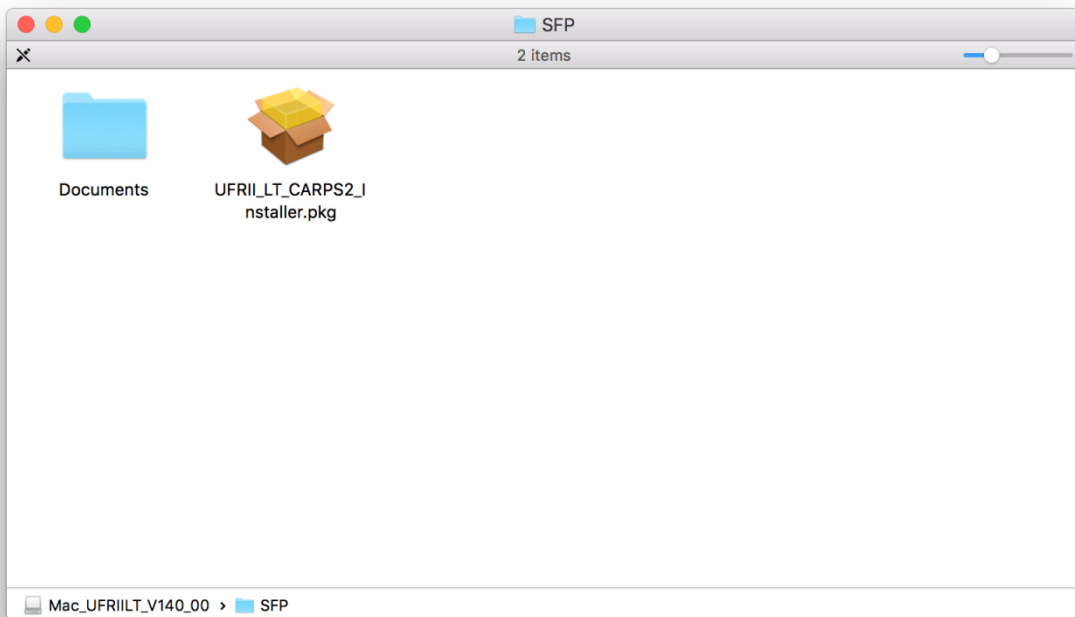 SFP
2 items
Documents
UFRII_LT_CARPS2_I
nstaller.pkg
Mac_UFRIILT_V140_00 › SFP